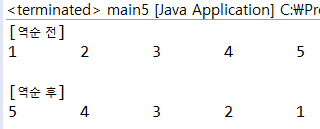 <terminated> main5 [Java Application] C:₩Pr
[역순 전]
1 2 3 4 5
[역순 후]
5 4 3 2 1